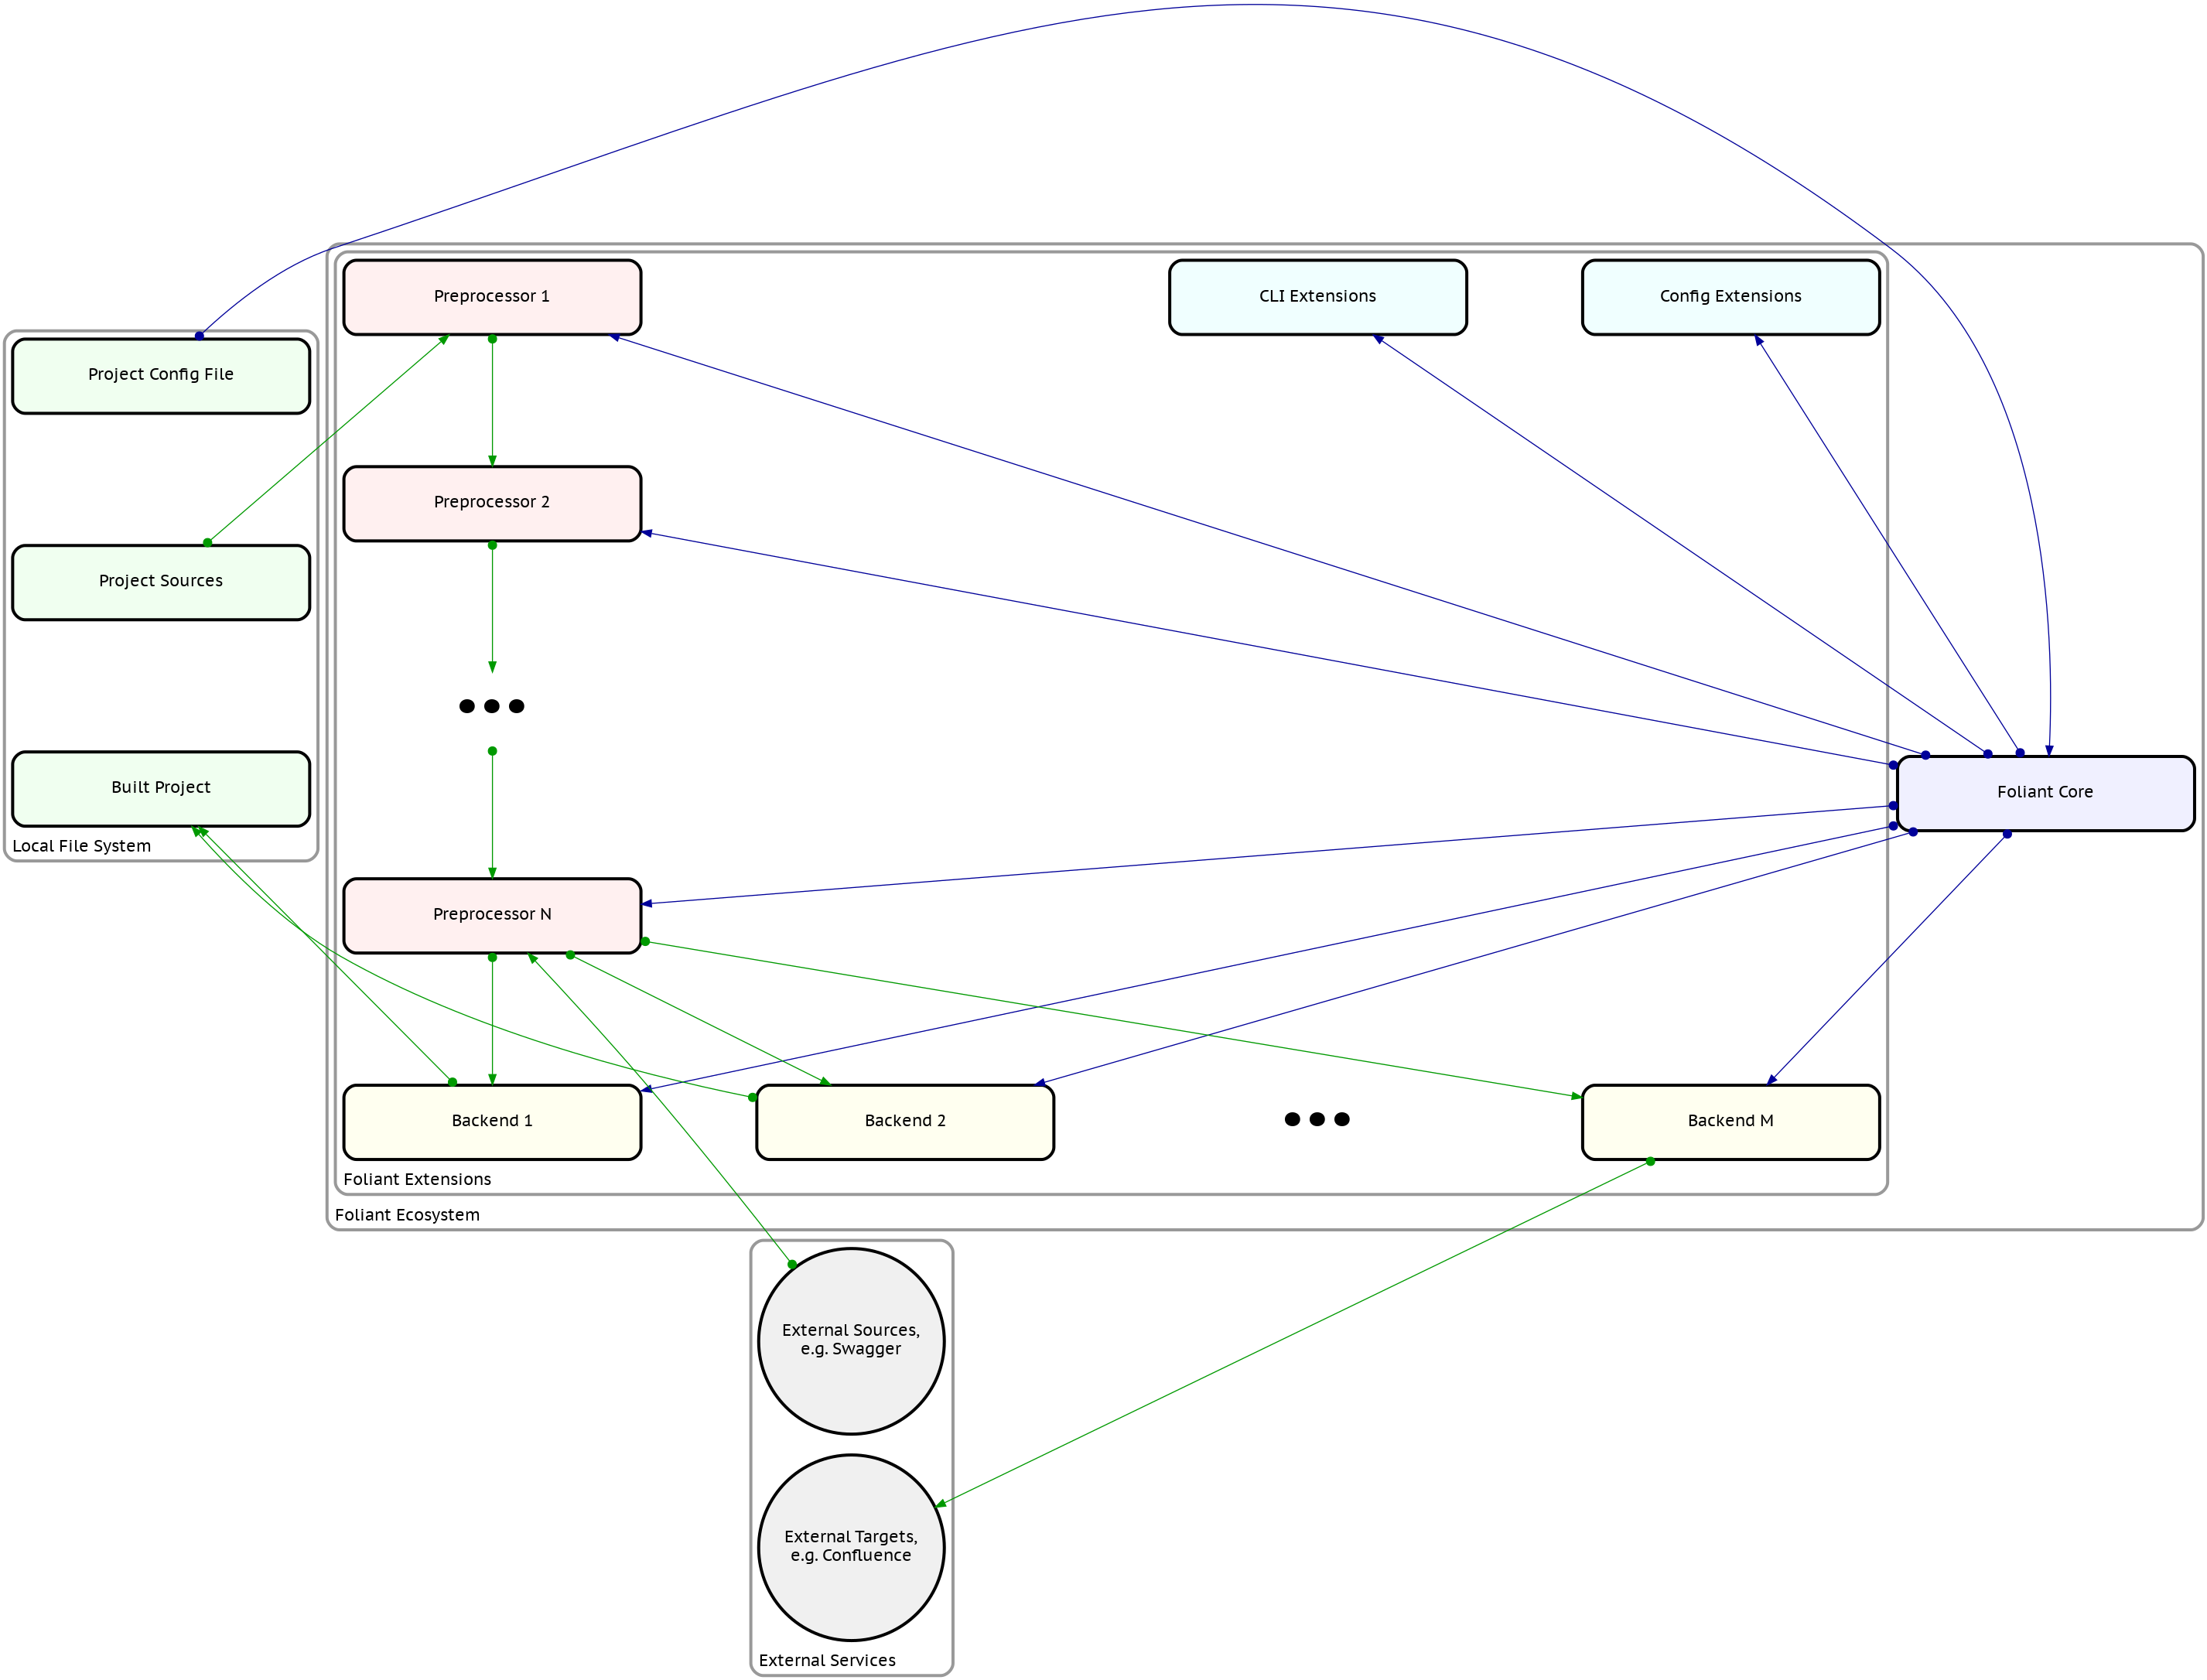 Preprocessor 1
CLI Extensions
Config Extensions
Project Config File
Preprocessor 2
Project Sources
Built Project
Local File System
Foliant Core
Preprocessor N
Backend 1
Backend 2
Backend M
Foliant Extensions
Foliant Ecosystem
External Sources,
e.g. Swagger
External Targets,
e.g. Confluence
External Services